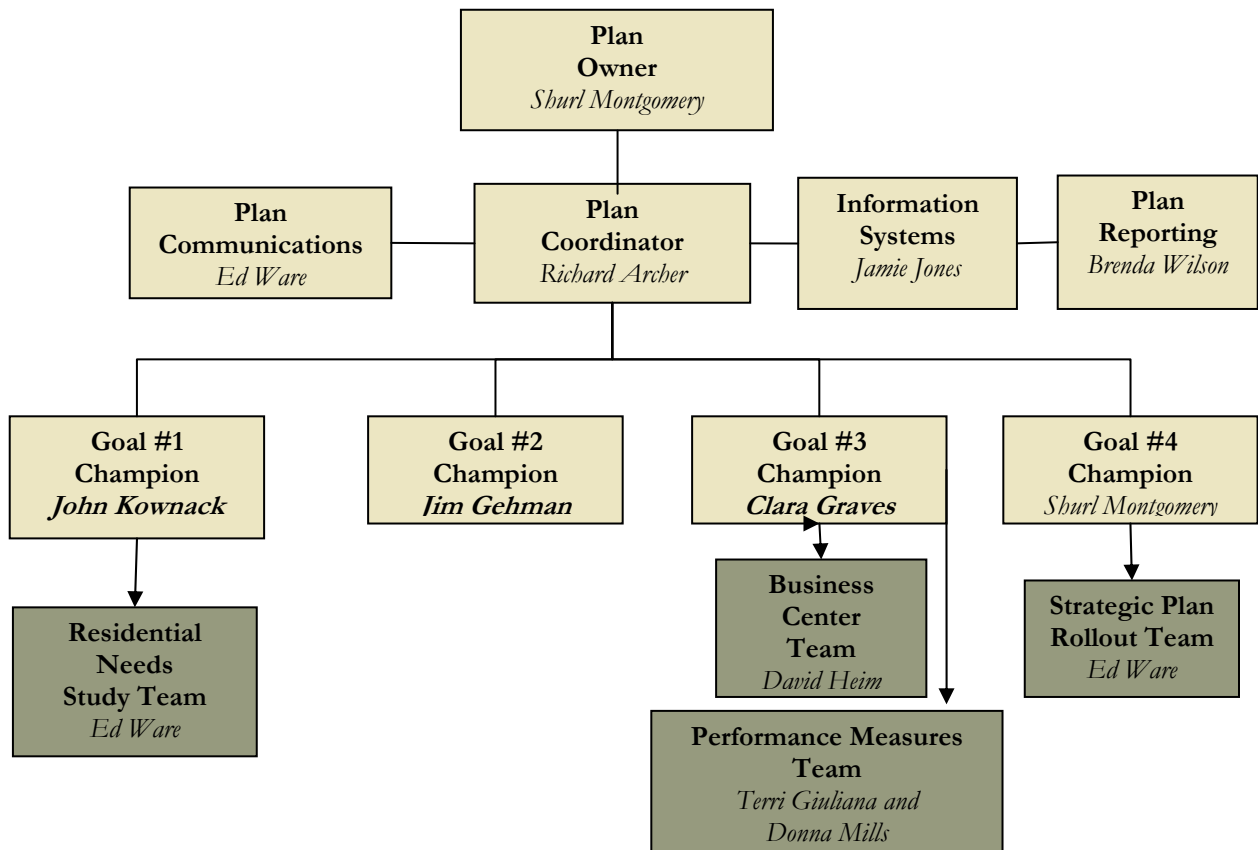 Plan
Owner
Shurl Montgomery
Plan
Communications
Ed Ware
Plan
Coordinator
Richard Archer
Information
Systems
Jamie Jones
Plan
Reporting
Brenda Wilson
Goal #1
Champion
John Kownack
Goal #2
Champion
Jim Gehman
Goal #3
Champion
Clara Graves
Goal #4
Champion
Shurl Montgomery
Residential
Needs
Study Team
Ed Ware
Business
Center
Team
David Heim
Strategic Plan
Rollout Team
Ed Ware
Performance Measures
Team
Terri Giuliana and
Donna Mills